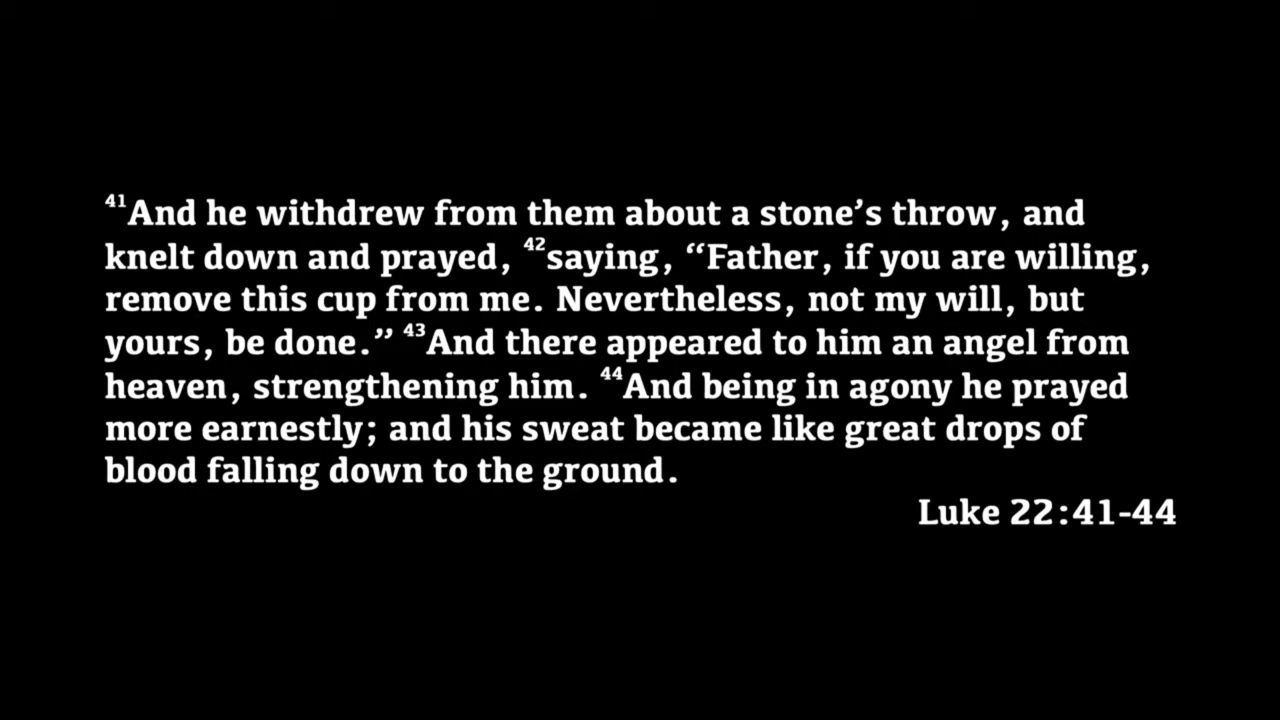 ⁴¹And he withdrew from them about a stone’s throw, and
knelt down and prayed, ⁴²saying, “Father, if you are willing,
remove this cup from me. Nevertheless, not my will, but
yours, be done.” ⁴³And there appeared to him an angel from
heaven, strengthening him. ⁴⁴And being in agony he prayed
more earnestly; and his sweat became like great drops of
blood falling down to the ground.
Luke 22:41-44